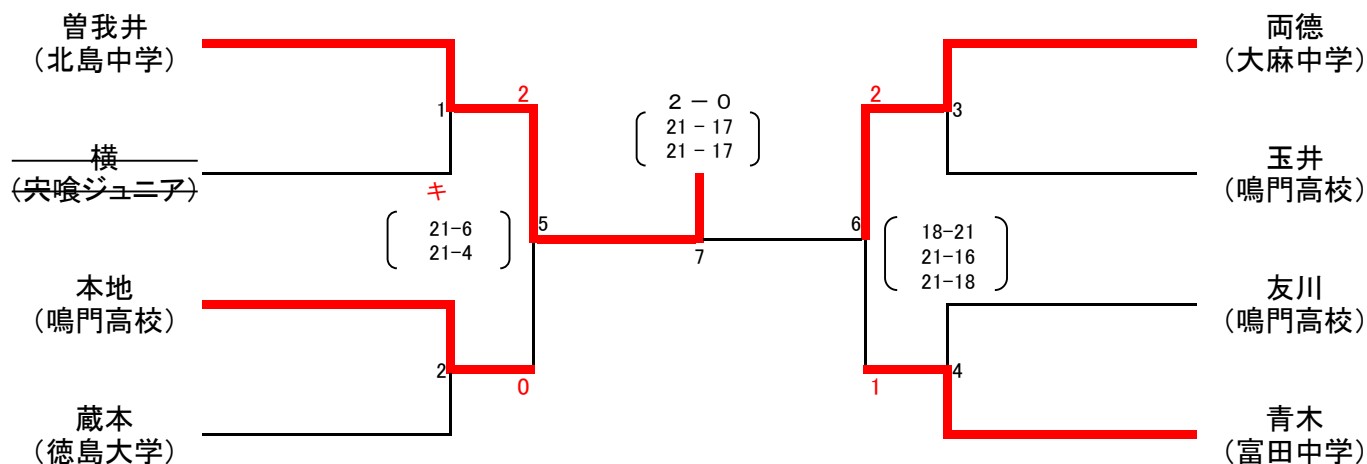 曽我井
（北島中学）
横
（宍喰ジュニア）
本地
（鳴門高校）
蔵本
（徳島大学）
1
2
キ
21-6
21-4
5
2
0
2 － 0
21 － 17
21 － 17
7
2
3
6
18-21
21-16
21-18
1
4
両德
（大麻中学）
玉井
（鳴門高校）
友川
（鳴門高校）
青木
（富田中学）